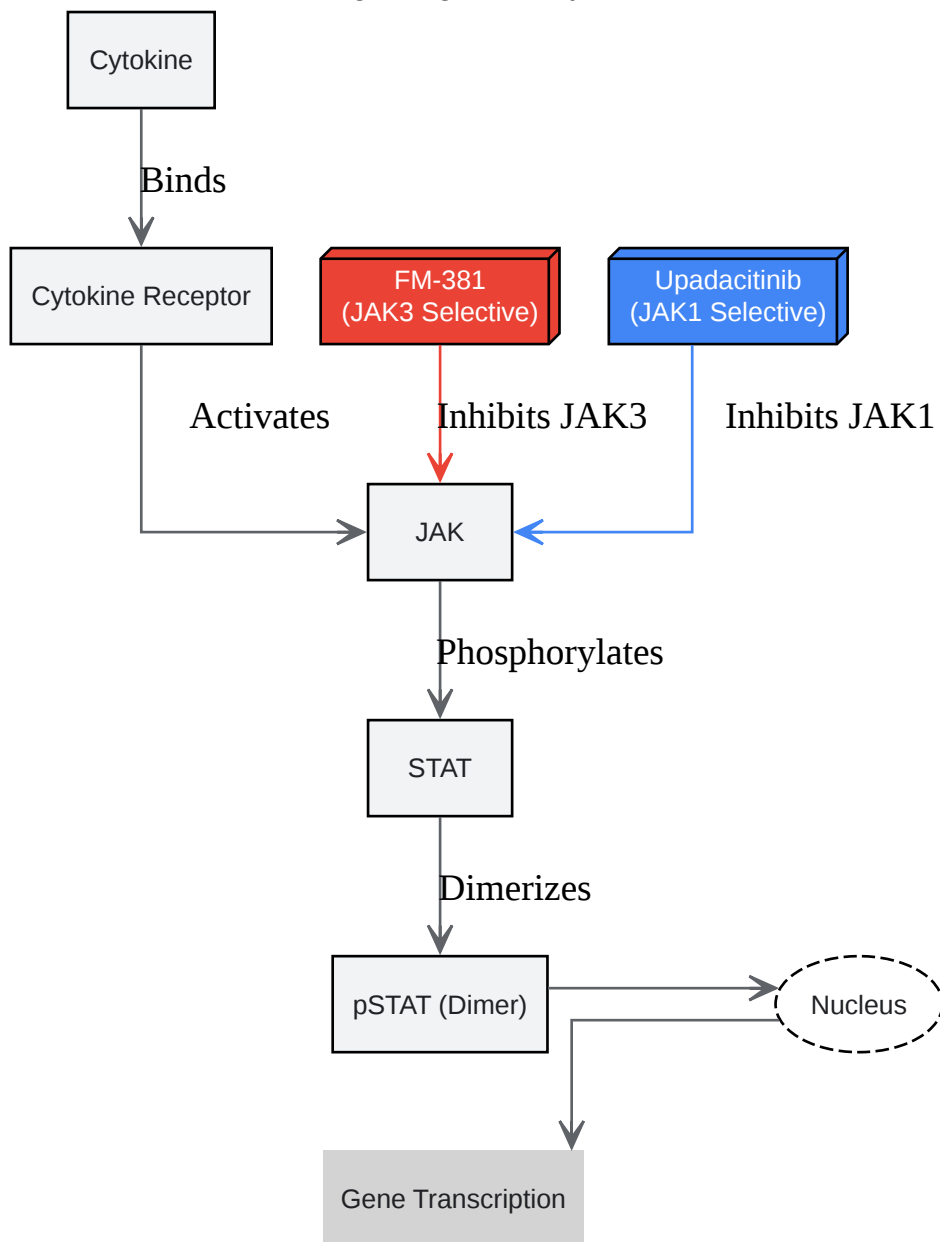 Cytokine
Binds
Cytokine Receptor
FM-381
(JAK3 Selective)
Upadacitinib
(JAK1 Selective)
Activates
Inhibits JAK3
Inhibits JAK1
JAK
Phosphorylates
STAT
Dimerizes
pSTAT (Dimer)
Nucleus
Gene Transcription